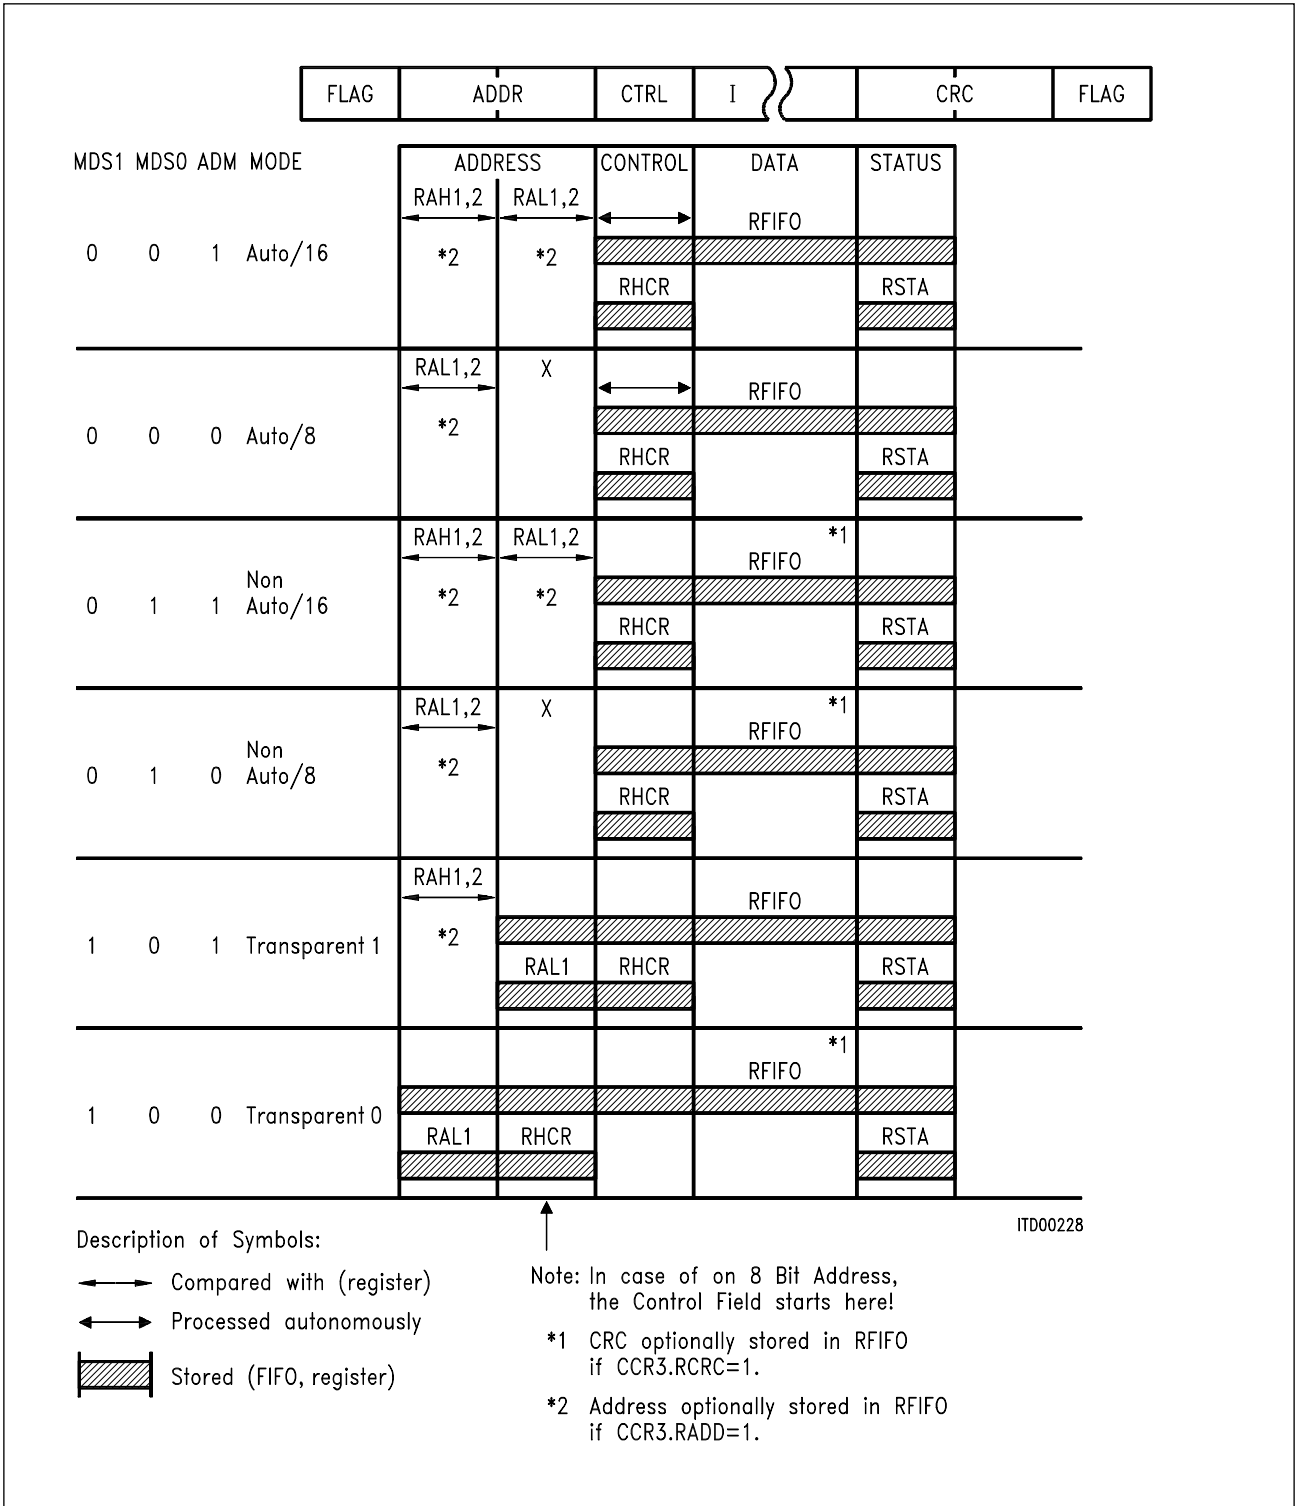 FLAG ADDR CTRL I CRC FLAG
MDS1 MDS0 ADM MODE ADDRESS CONTROL DATA STATUS
RAH1,2 RAL1,2
RFIFO
0 0 1 Auto/16 *2 *2
RHCR RSTA
RAL1,2 X
RFIFO
0 0 0 Auto/8 *2
RHCR RSTA
RAH1,2 RAL1,2 *1
RFIFO
Non
0 1 1 Auto/16 *2 *2
RHCR RSTA
RAL1,2 X *1
RFIFO
Non
0 1 0 Auto/8 *2
RHCR RSTA
RAH1,2
RFIFO
1 0 1 Transparent 1 *2
RAL1 RHCR RSTA
*1
RFIFO
1 0 0 Transparent 0
RAL1 RHCR RSTA
ITD00228
Description of Symbols:
Compared with (register)
Processed autonomously
Stored (FIFO, register)
Note: In case of on 8 Bit Address,
the Control Field starts here!
*1 CRC optionally stored in RFIFO
if CCR3.RCRC=1.
*2 Address optionally stored in RFIFO
if CCR3.RADD=1.